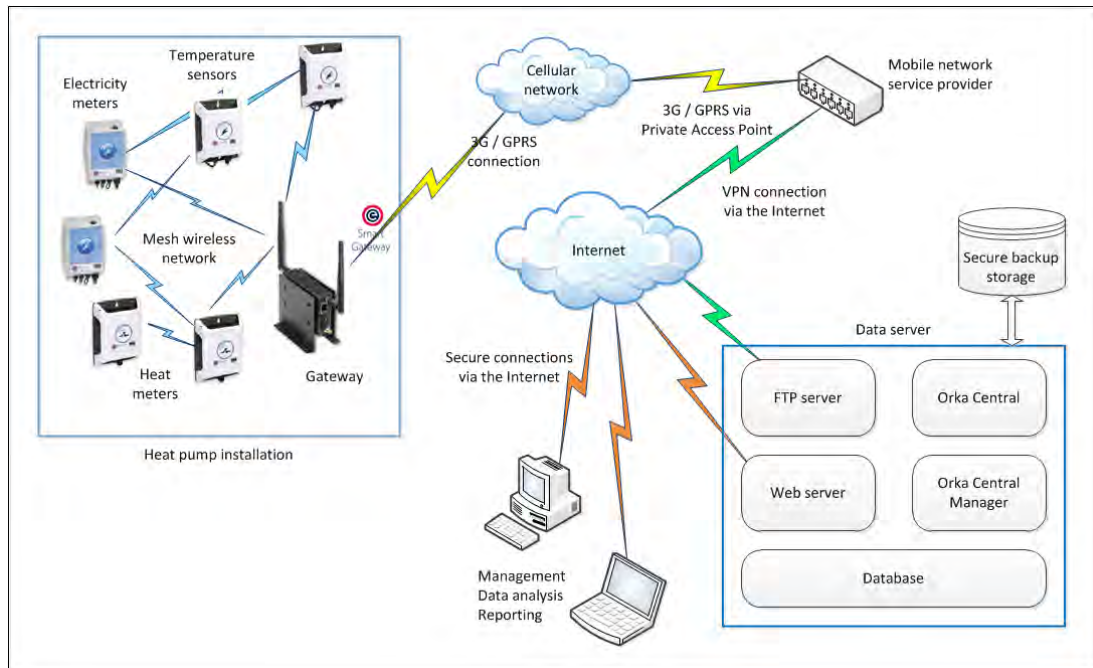 Temperature
sensors
Electricity
meters
Mesh wireless
network
Heat
meters
Gateway
Smart
Gateway
Heat pump installation
3G / GPRS
connection
Cellular
network
3G / GPRS via
Private Access Point
Mobile network
service provider
VPN connection
via the Internet
Internet
Secure connections
via the Internet
Management
Data analysis
Reporting
Secure backup
storage
Data server
FTP server
Orka Central
Web server
Orka Central
Manager
Database